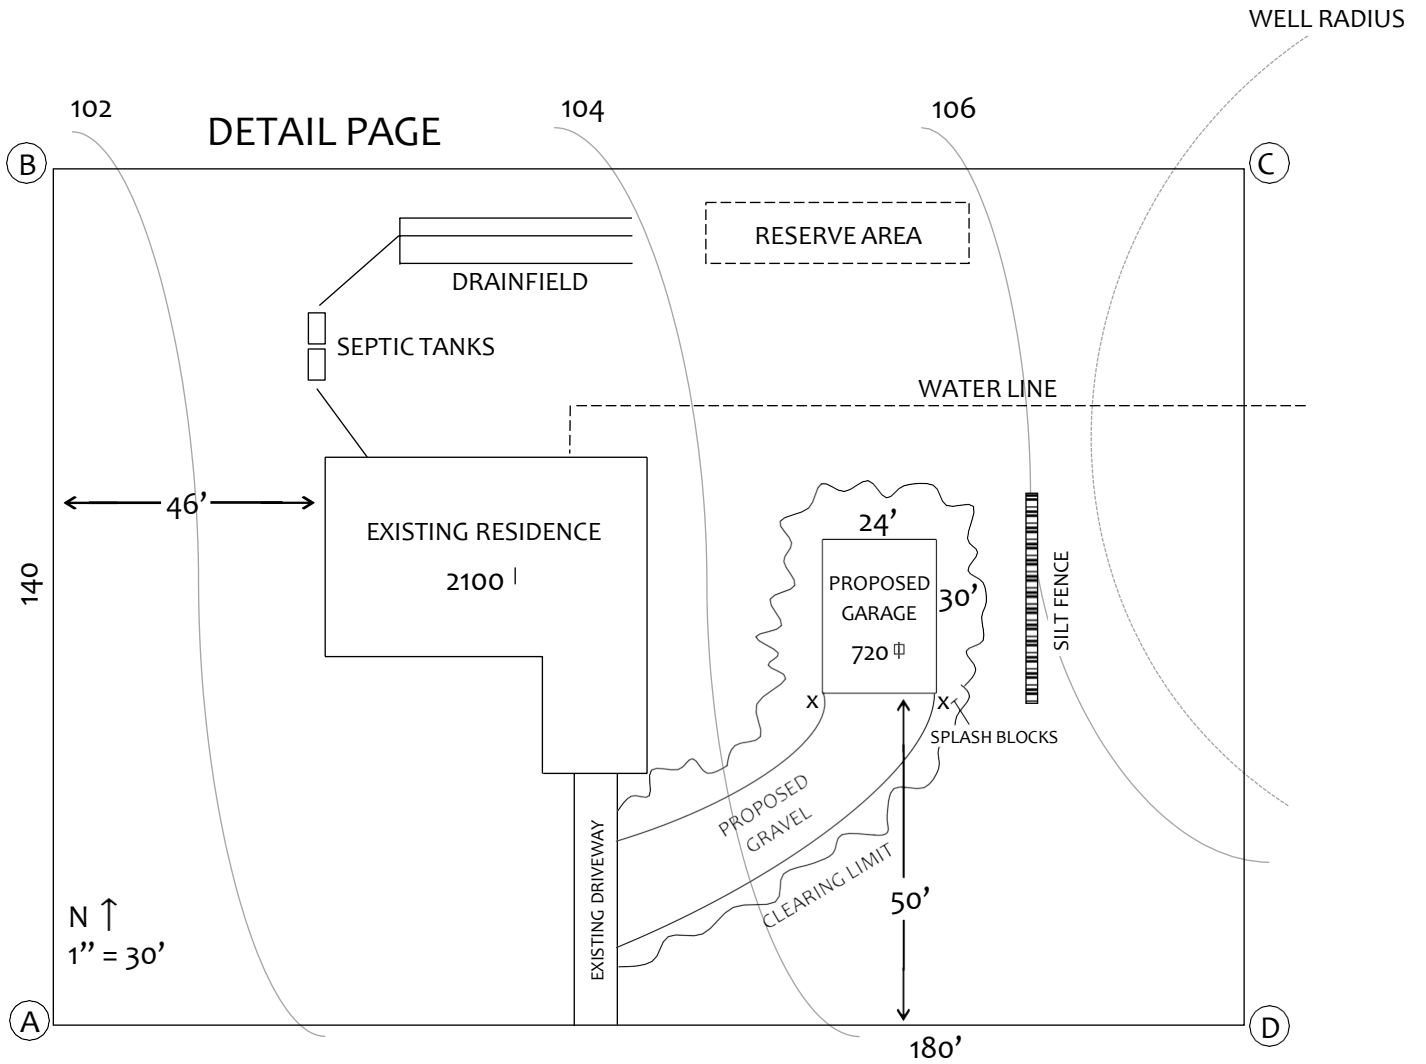 WELL RADIUS
102
104
106
DETAIL PAGE
B
C
RESERVE AREA
DRAINFIELD
SEPTIC TANKS
WATER LINE
46’
EXISTING RESIDENCE
2100
24’
PROPOSED
GARAGE
30’
720
140
SILT FENCE
x
x
SPLASH BLOCKS
PROPOSED
GRAVEL
CLEARING LIMIT
EXISTING DRIVEWAY
50’
N ↑
1” = 30’
A
D
180’